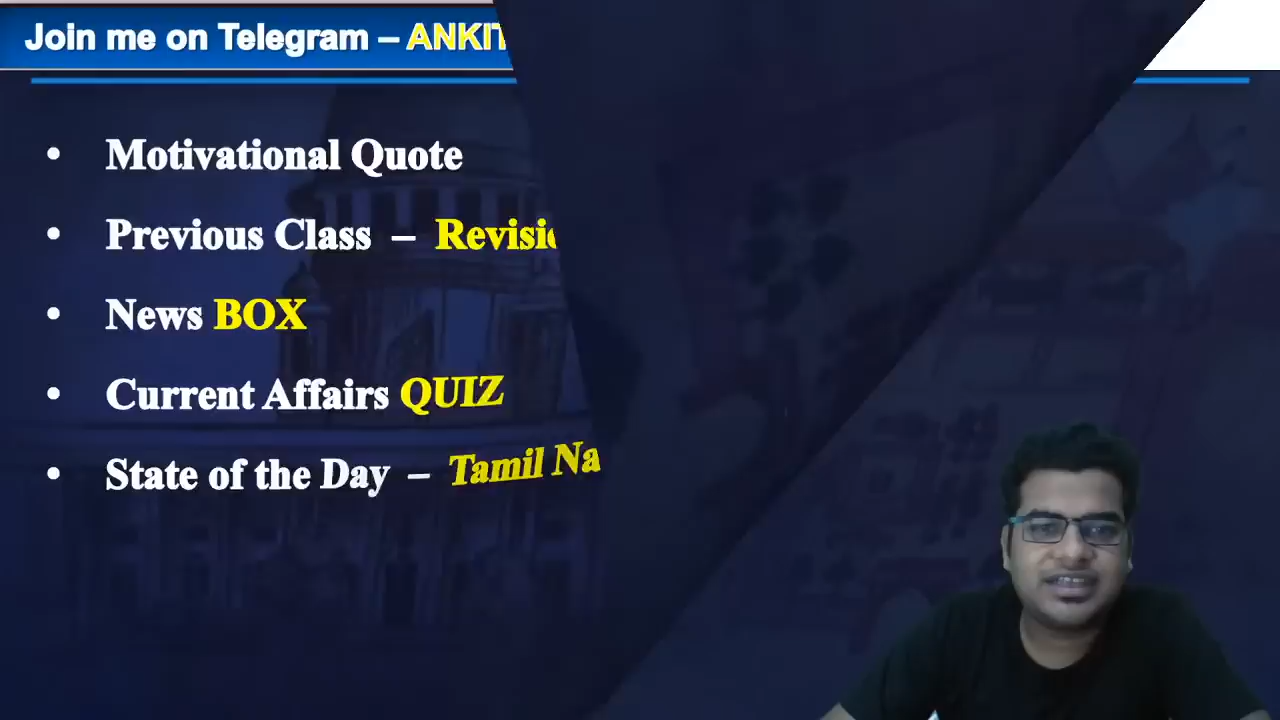 Join me on Telegram – ANKIT
• Motivational Quote
• Previous Class – Revisi
• News BOX
• Current Affairs QUIZ
• State of the Day – Tamil Na